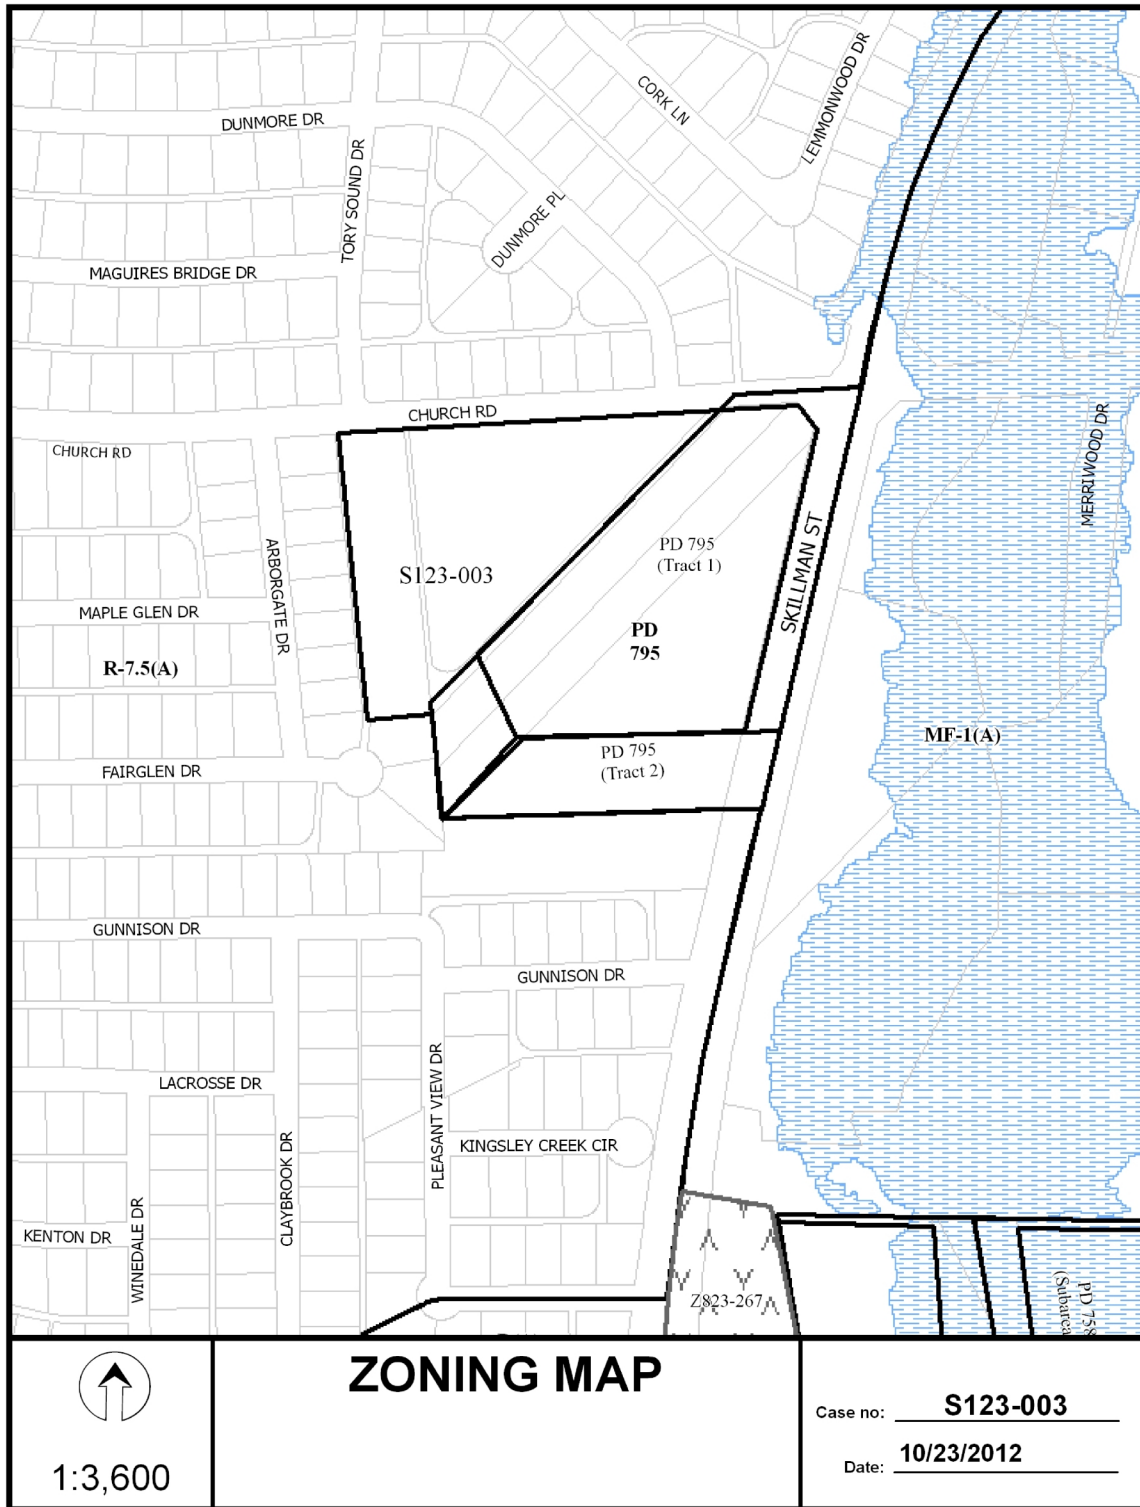 CORK LN
LEMMONWOOD DR
DUNMORE DR
TORY SOUND DR
DUNMORE PL
MAGUIRES BRIDGE DR
CHURCH RD
CHURCH RD
MERRIWOOD DR
ARBORGATE DR
SKILLMAN ST
PD 795
(Tract 1)
S123-003
MAPLE GLEN DR
PD
795
R-7.5(A)
MF-1(A)
PD 795
(Tract 2)
FAIRGLEN DR
GUNNISON DR
GUNNISON DR
PLEASANT VIEW DR
LACROSSE DR
CLAYBROOK DR
KINGSLEY CREEK CIR
WINEDALE DR
KENTON DR
Z823-267
PD 758
(Subarea
ZONING MAP
1:3,600
Case no: S123-003
Date: 10/23/2012